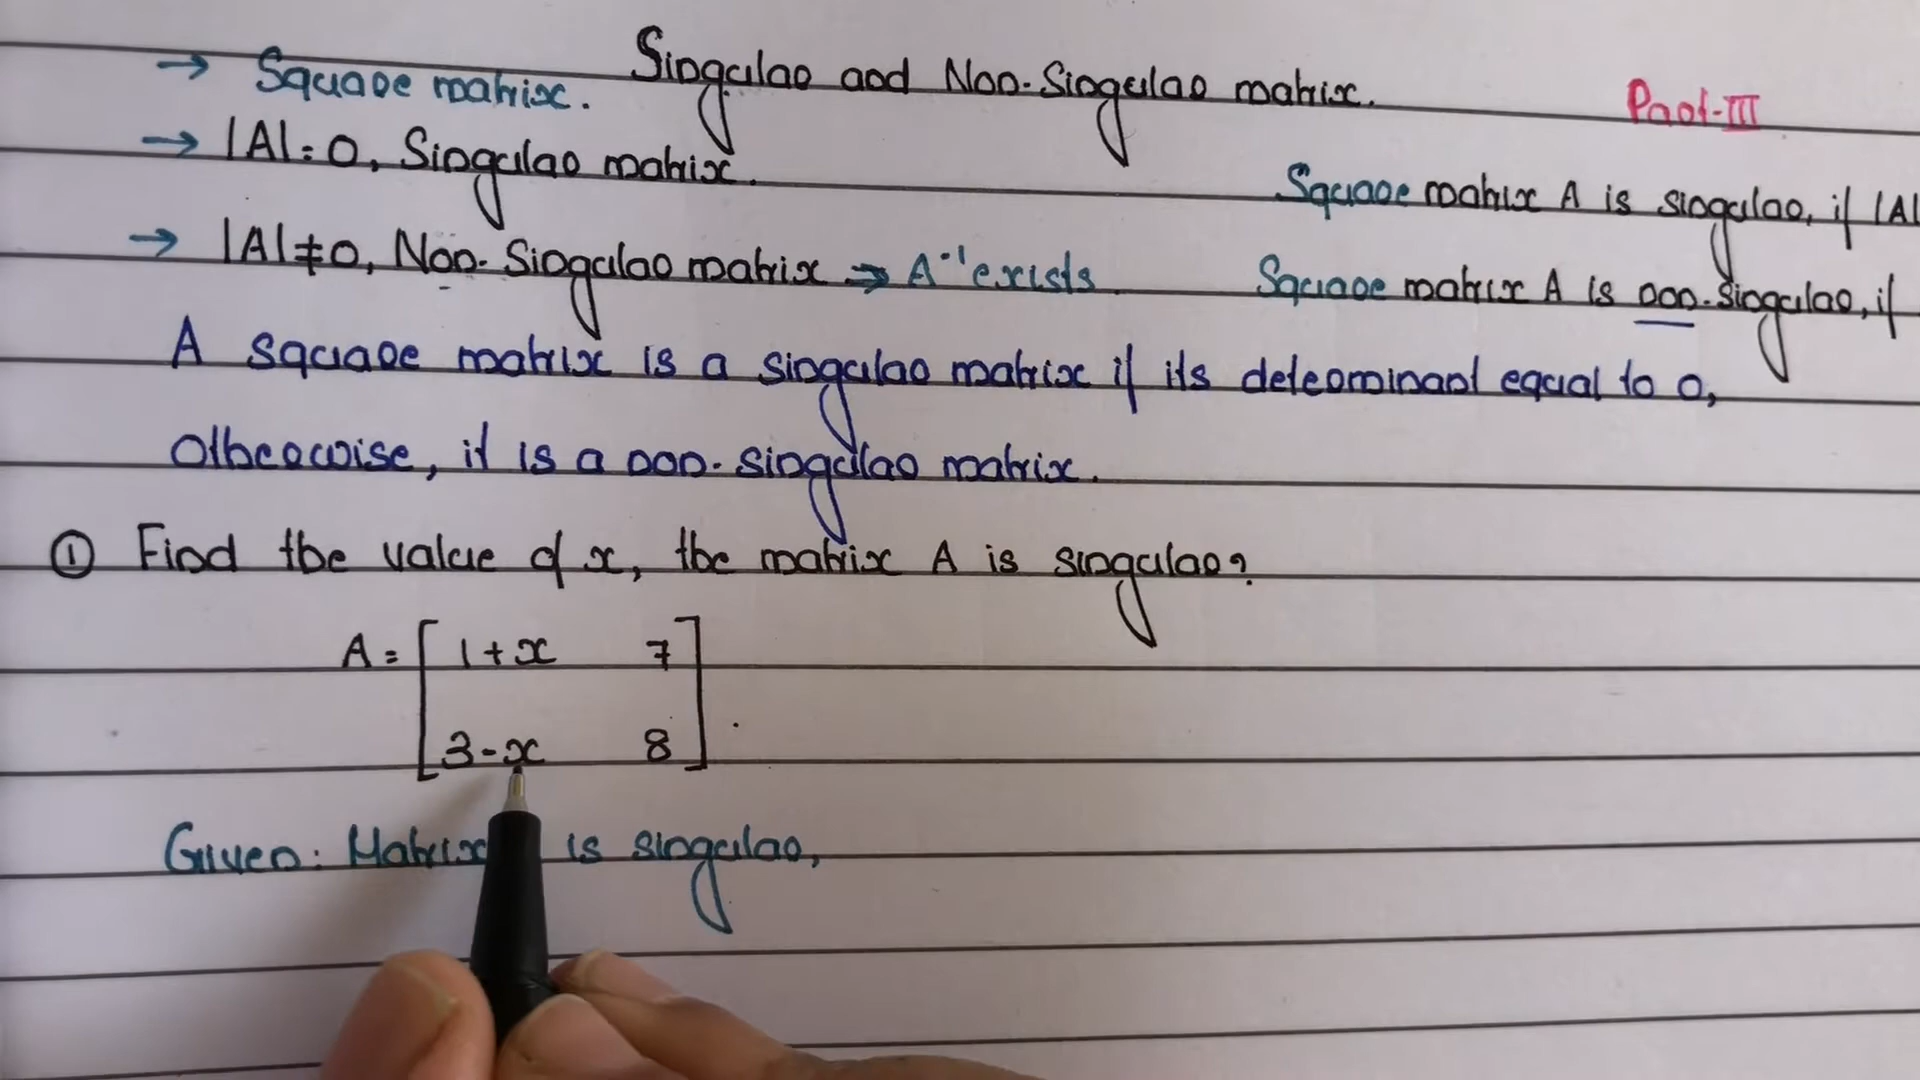 Singular and Non-Singular matrix.
Part-III
→ Square matrix.
→ |A|=0, Singular matrix.
→ |A|≠0, Non-Singular matrix ⇒ A⁻¹ exists
Square matrix A is singular, if |A|
Square matrix A is non-singular, if
A square matrix is a singular matrix if its determinant equal to 0,
Otherwise, it is a non-singular matrix.
① Find the value of x, the matrix A is singular?
A = [ 1+x 7
3-x 8 ].
Given: Matrix is singular,